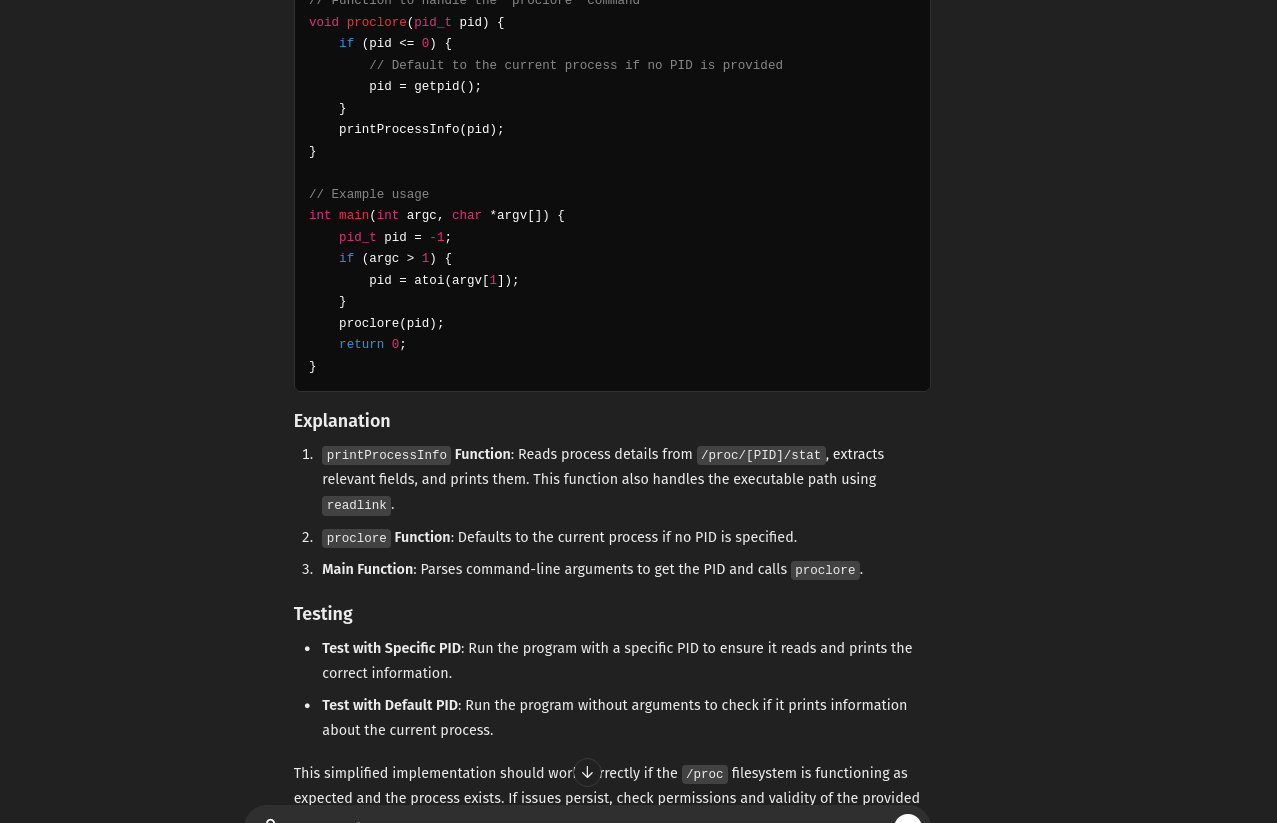 // Function to handle the `proclore` command
void proclore(pid_t pid) {
    if (pid <= 0) {
        // Default to the current process if no PID is provided
        pid = getpid();
    }
    printProcessInfo(pid);
}
// Example usage
int main(int argc, char *argv[]) {
    pid_t pid = -1;
    if (argc > 1) {
        pid = atoi(argv[1]);
    }
    proclore(pid);
    return 0;
}
Explanation
1. printProcessInfo Function: Reads process details from /proc/[PID]/stat, extracts
relevant fields, and prints them. This function also handles the executable path using
readlink.
2. proclore Function: Defaults to the current process if no PID is specified.
3. Main Function: Parses command-line arguments to get the PID and calls proclore.
Testing
• Test with Specific PID: Run the program with a specific PID to ensure it reads and prints the
correct information.
• Test with Default PID: Run the program without arguments to check if it prints information
about the current process.
This simplified implementation should work correctly if the /proc filesystem is functioning as
expected and the process exists. If issues persist, check permissions and validity of the provided